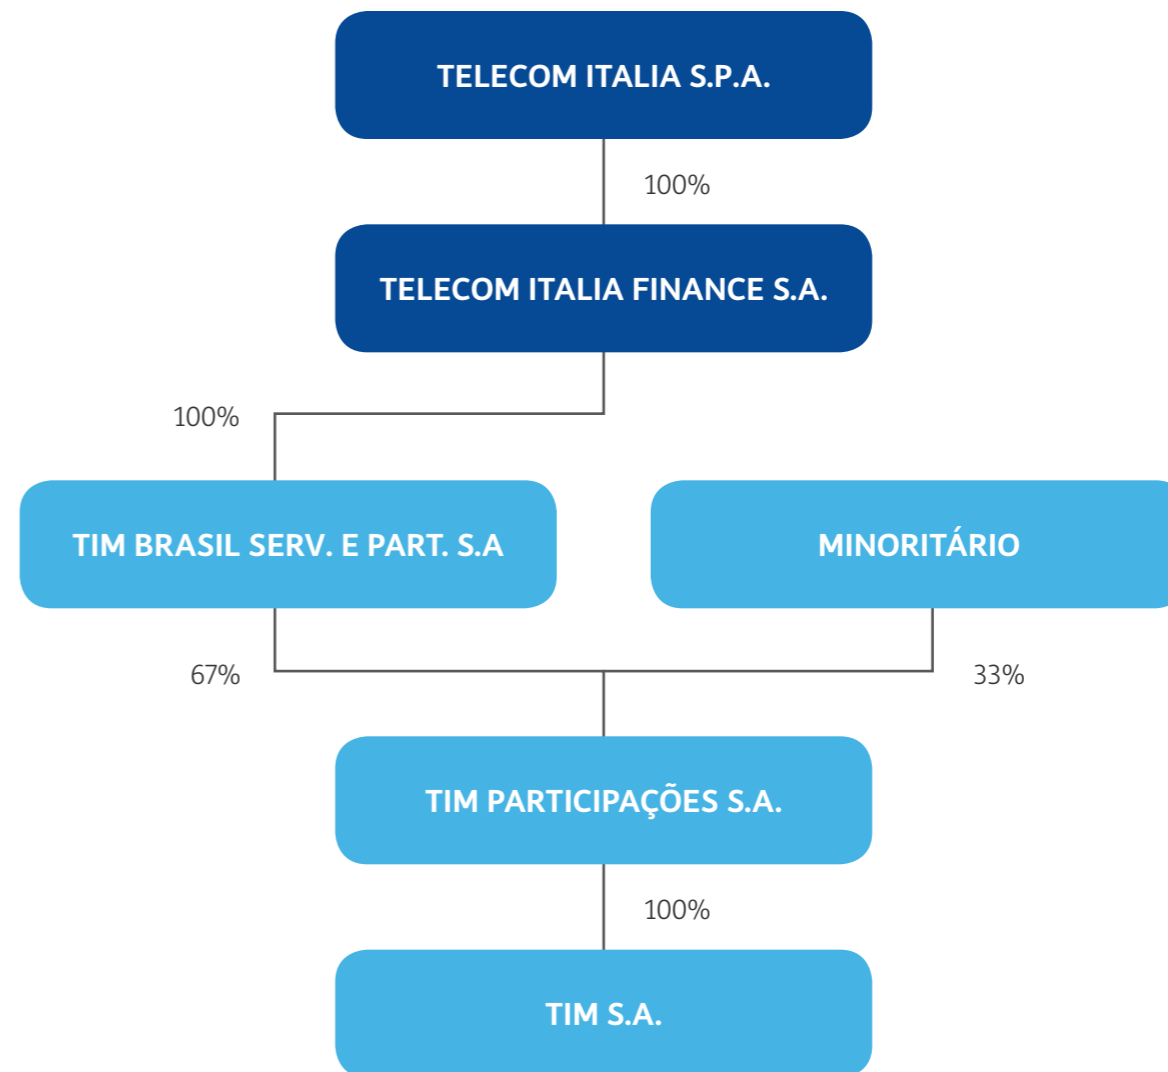 TELECOM ITALIA S.P.A.
100%
TELECOM ITALIA FINANCE S.A.
100%
TIM BRASIL SERV. E PART. S.A
MINORITÁRIO
67%
33%
TIM PARTICIPAÇÕES S.A.
100%
TIM S.A.